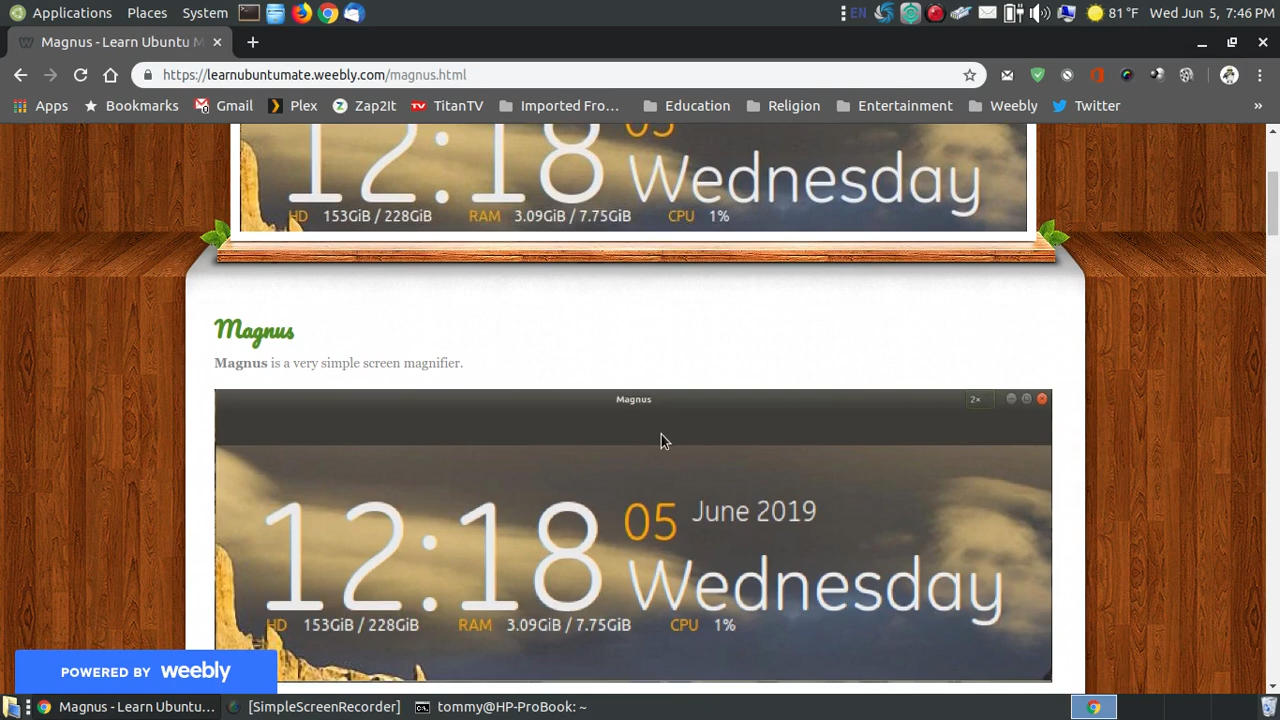 Applications Places System EN 81 °F Wed Jun 5, 7:46 PM
Magnus - Learn Ubuntu M
https://learnubuntumate.weebly.com/magnus.html
Apps Bookmarks Gmail Plex Zap2It TitanTV Imported Fro... Education Religion Entertainment Weebly Twitter »
12:18 05
Wednesday
HD 153GiB / 228GiB RAM 3.09GiB / 7.75GiB CPU 1%
Magnus
Magnus is a very simple screen magnifier.
Magnus 2×
12:18 05 June 2019
Wednesday
HD 153GiB / 228GiB RAM 3.09GiB / 7.75GiB CPU 1%
POWERED BY weebly
Magnus - Learn Ubuntu... [SimpleScreenRecorder] tommy@HP-ProBook: ~